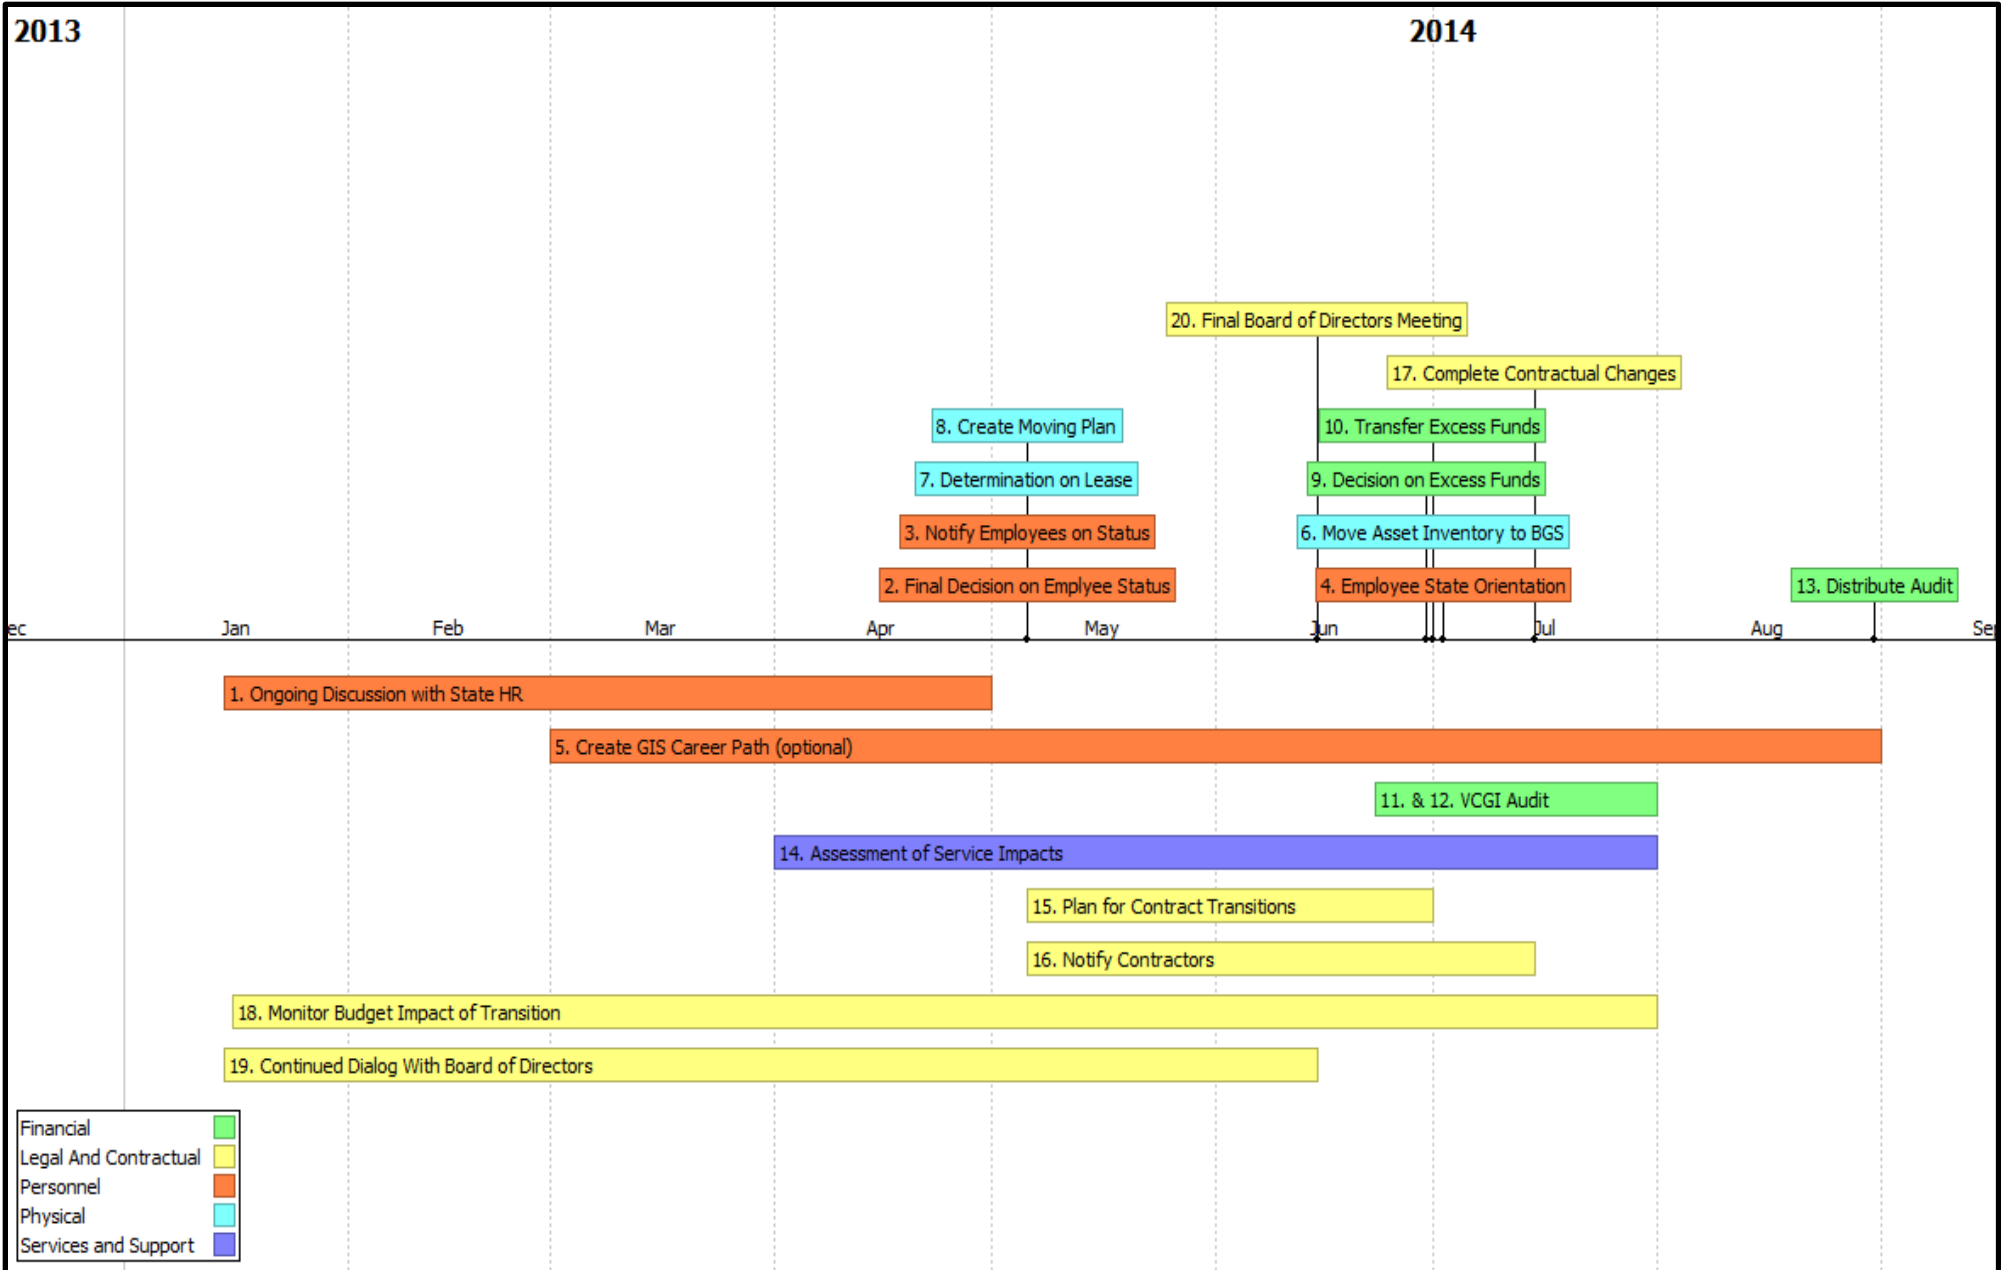 2013
2014
20. Final Board of Directors Meeting
17. Complete Contractual Changes
8. Create Moving Plan
10. Transfer Excess Funds
7. Determination on Lease
9. Decision on Excess Funds
3. Notify Employees on Status
6. Move Asset Inventory to BGS
2. Final Decision on Emplyee Status
4. Employee State Orientation
13. Distribute Audit
ec Jan Feb Mar Apr May Jun Jul Aug Sep
1. Ongoing Discussion with State HR
5. Create GIS Career Path (optional)
11. & 12. VCGI Audit
14. Assessment of Service Impacts
15. Plan for Contract Transitions
16. Notify Contractors
18. Monitor Budget Impact of Transition
19. Continued Dialog With Board of Directors
Financial
Legal And Contractual
Personnel
Physical
Services and Support